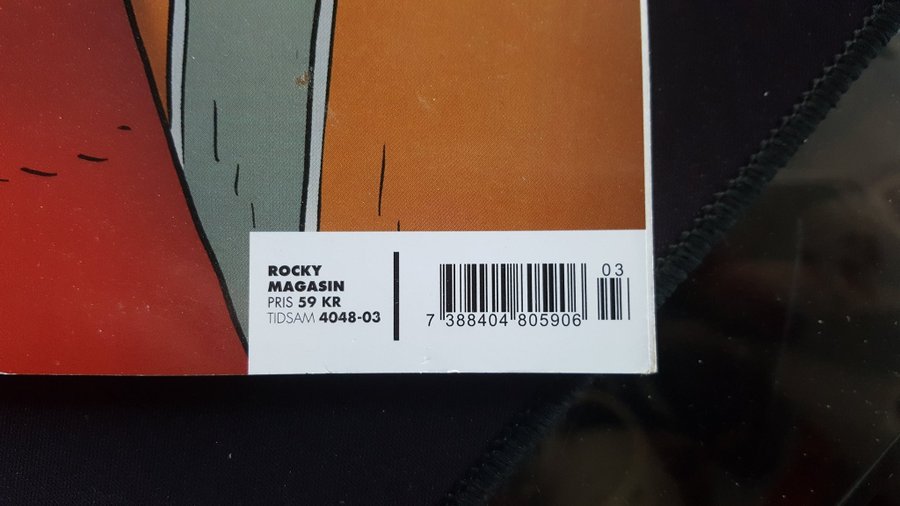 ROCKY
MAGASIN
PRIS 59 KR
TIDSAM 4048-03
03
7 388404 805906